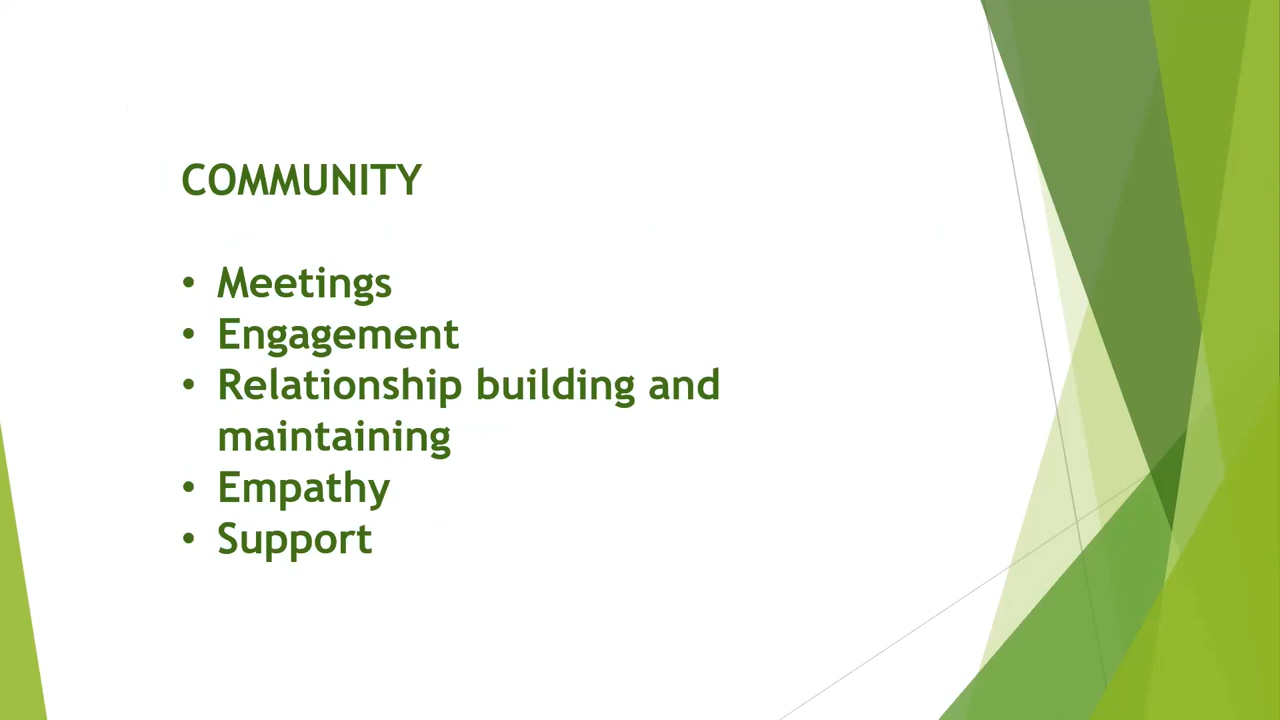 COMMUNITY
• Meetings
• Engagement
• Relationship building and
maintaining
• Empathy
• Support